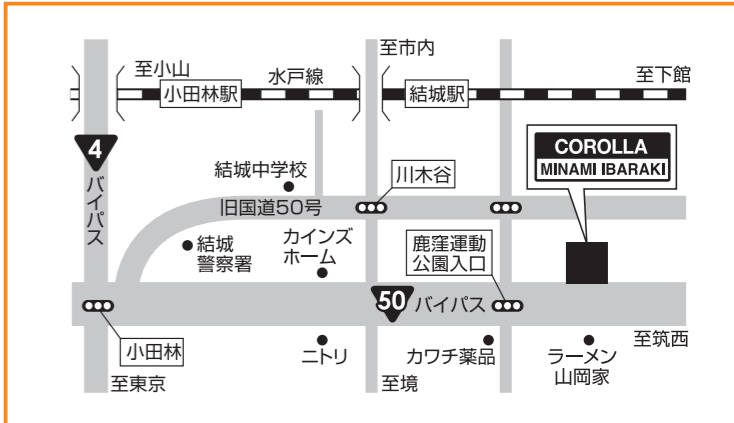 至市内
至小山
水戸線
至下館
小田林駅
結城駅
4
バイパス
COROLLA
MINAMI IBARAKI
結城中学校
川木谷
旧国道50号
結城
警察署
カインズ
ホーム
鹿窪運動
公園入口
50
バイパス
小田林
ニトリ
カワチ薬品
ラーメン
山岡家
至筑西
至東京
至境